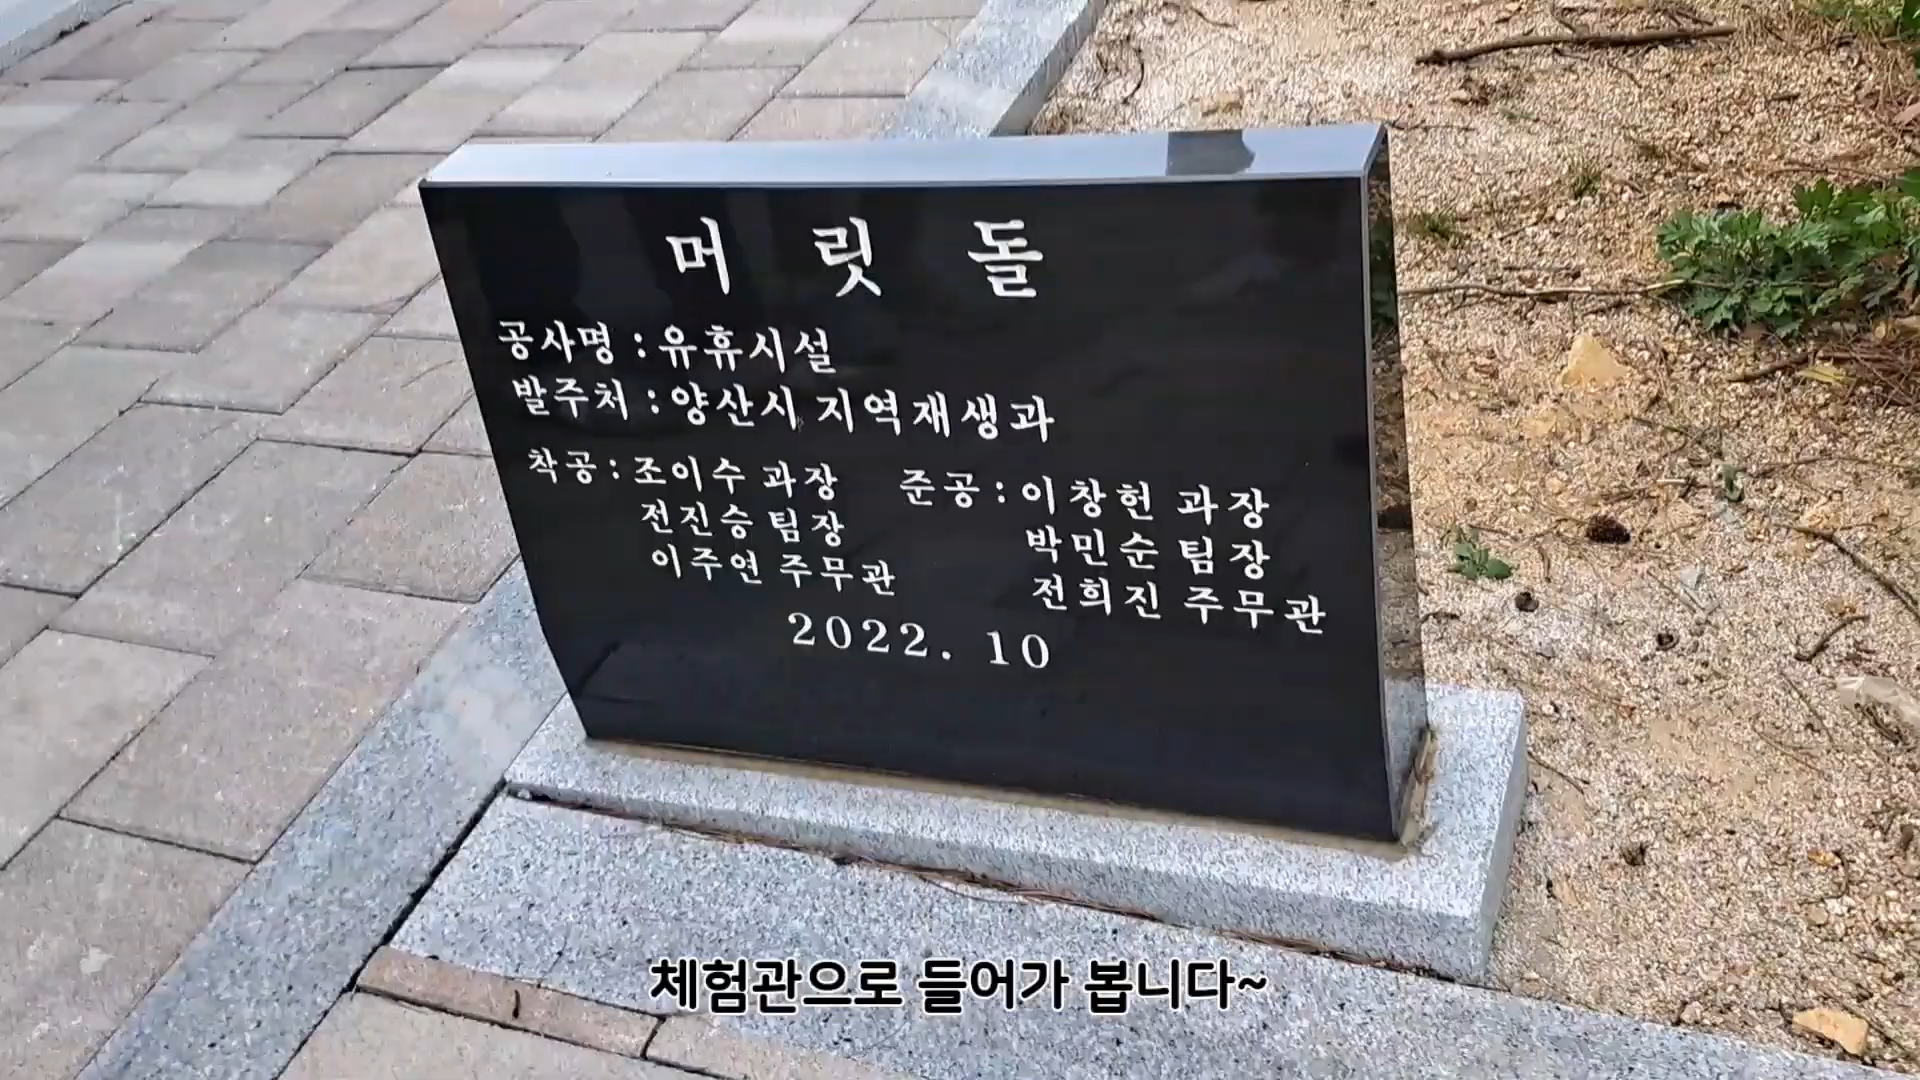 머릿돌
공사명 : 유휴시설
발주처 : 양산시 지역재생과
착공 : 조이수 과장 준공 : 이창헌 과장
전진승 팀장 박민순 팀장
이주연 주무관 전희진 주무관
2022. 10
체험관으로 들어가 봅니다~